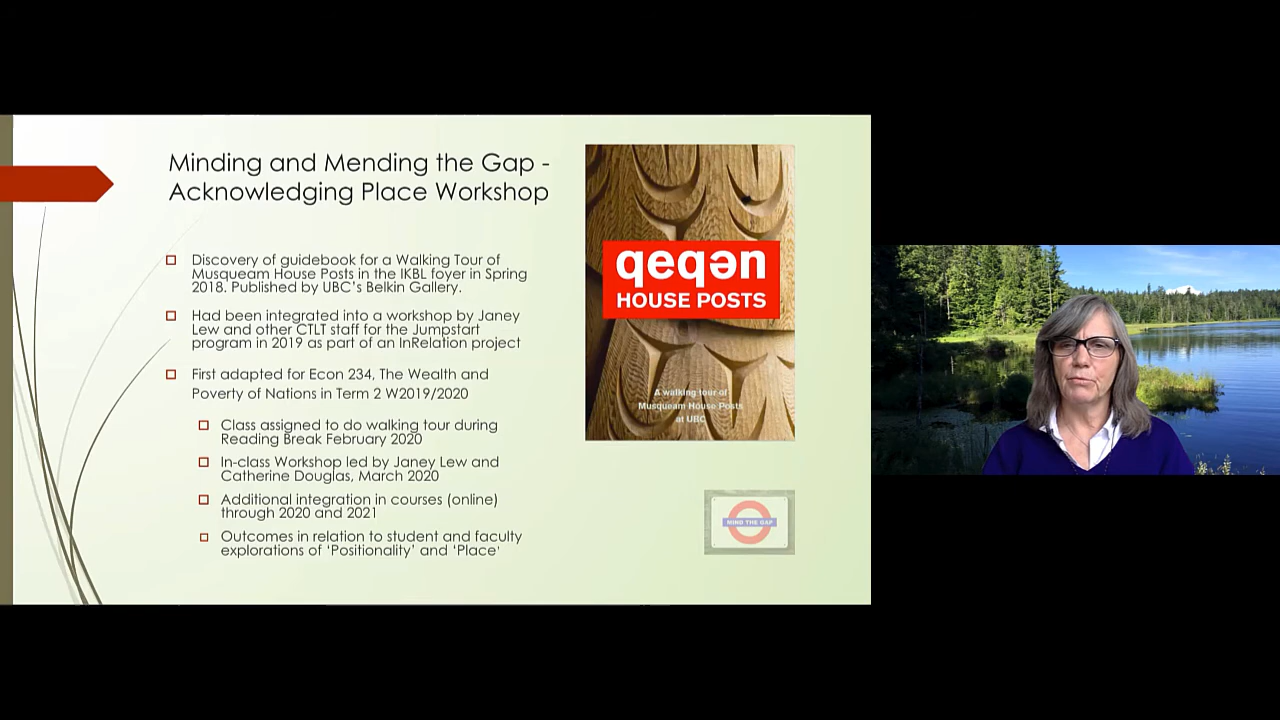 Minding and Mending the Gap -
Acknowledging Place Workshop
Discovery of guidebook for a Walking Tour of
Musqueam House Posts in the IKBL foyer in Spring
2018. Published by UBC's Belkin Gallery.
Had been integrated into a workshop by Janey
Lew and other CTLT staff for the Jumpstart
program in 2019 as part of an InRelation project
First adapted for Econ 234, The Wealth and
Poverty of Nations in Term 2 W2019/2020
Class assigned to do walking tour during
Reading Break February 2020
In-class Workshop led by Janey Lew and
Catherine Douglas, March 2020
Additional integration in courses (online)
through 2020 and 2021
Outcomes in relation to student and faculty
explorations of 'Positionality' and 'Place'
qeqən
HOUSE POSTS
A walking tour of
Musqueam House Posts
at UBC
MIND THE GAP